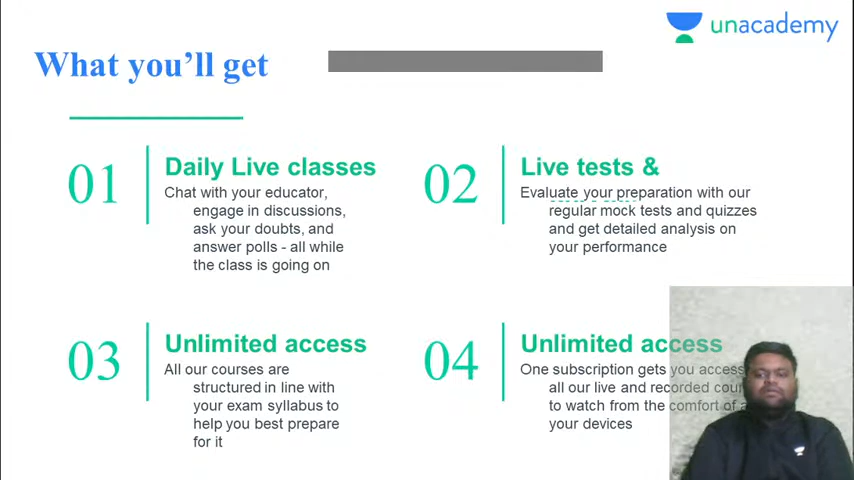 unacademy
What you'll get
01
Daily Live classes
Chat with your educator,
engage in discussions,
ask your doubts, and
answer polls - all while
the class is going on
02
Live tests &
Evaluate your preparation with our
regular mock tests and quizzes
and get detailed analysis on
your performance
03
Unlimited access
All our courses are
structured in line with
your exam syllabus to
help you best prepare
for it
04
Unlimited access
One subscription gets you access
all our live and recorded
to watch from the comfort of
your devices